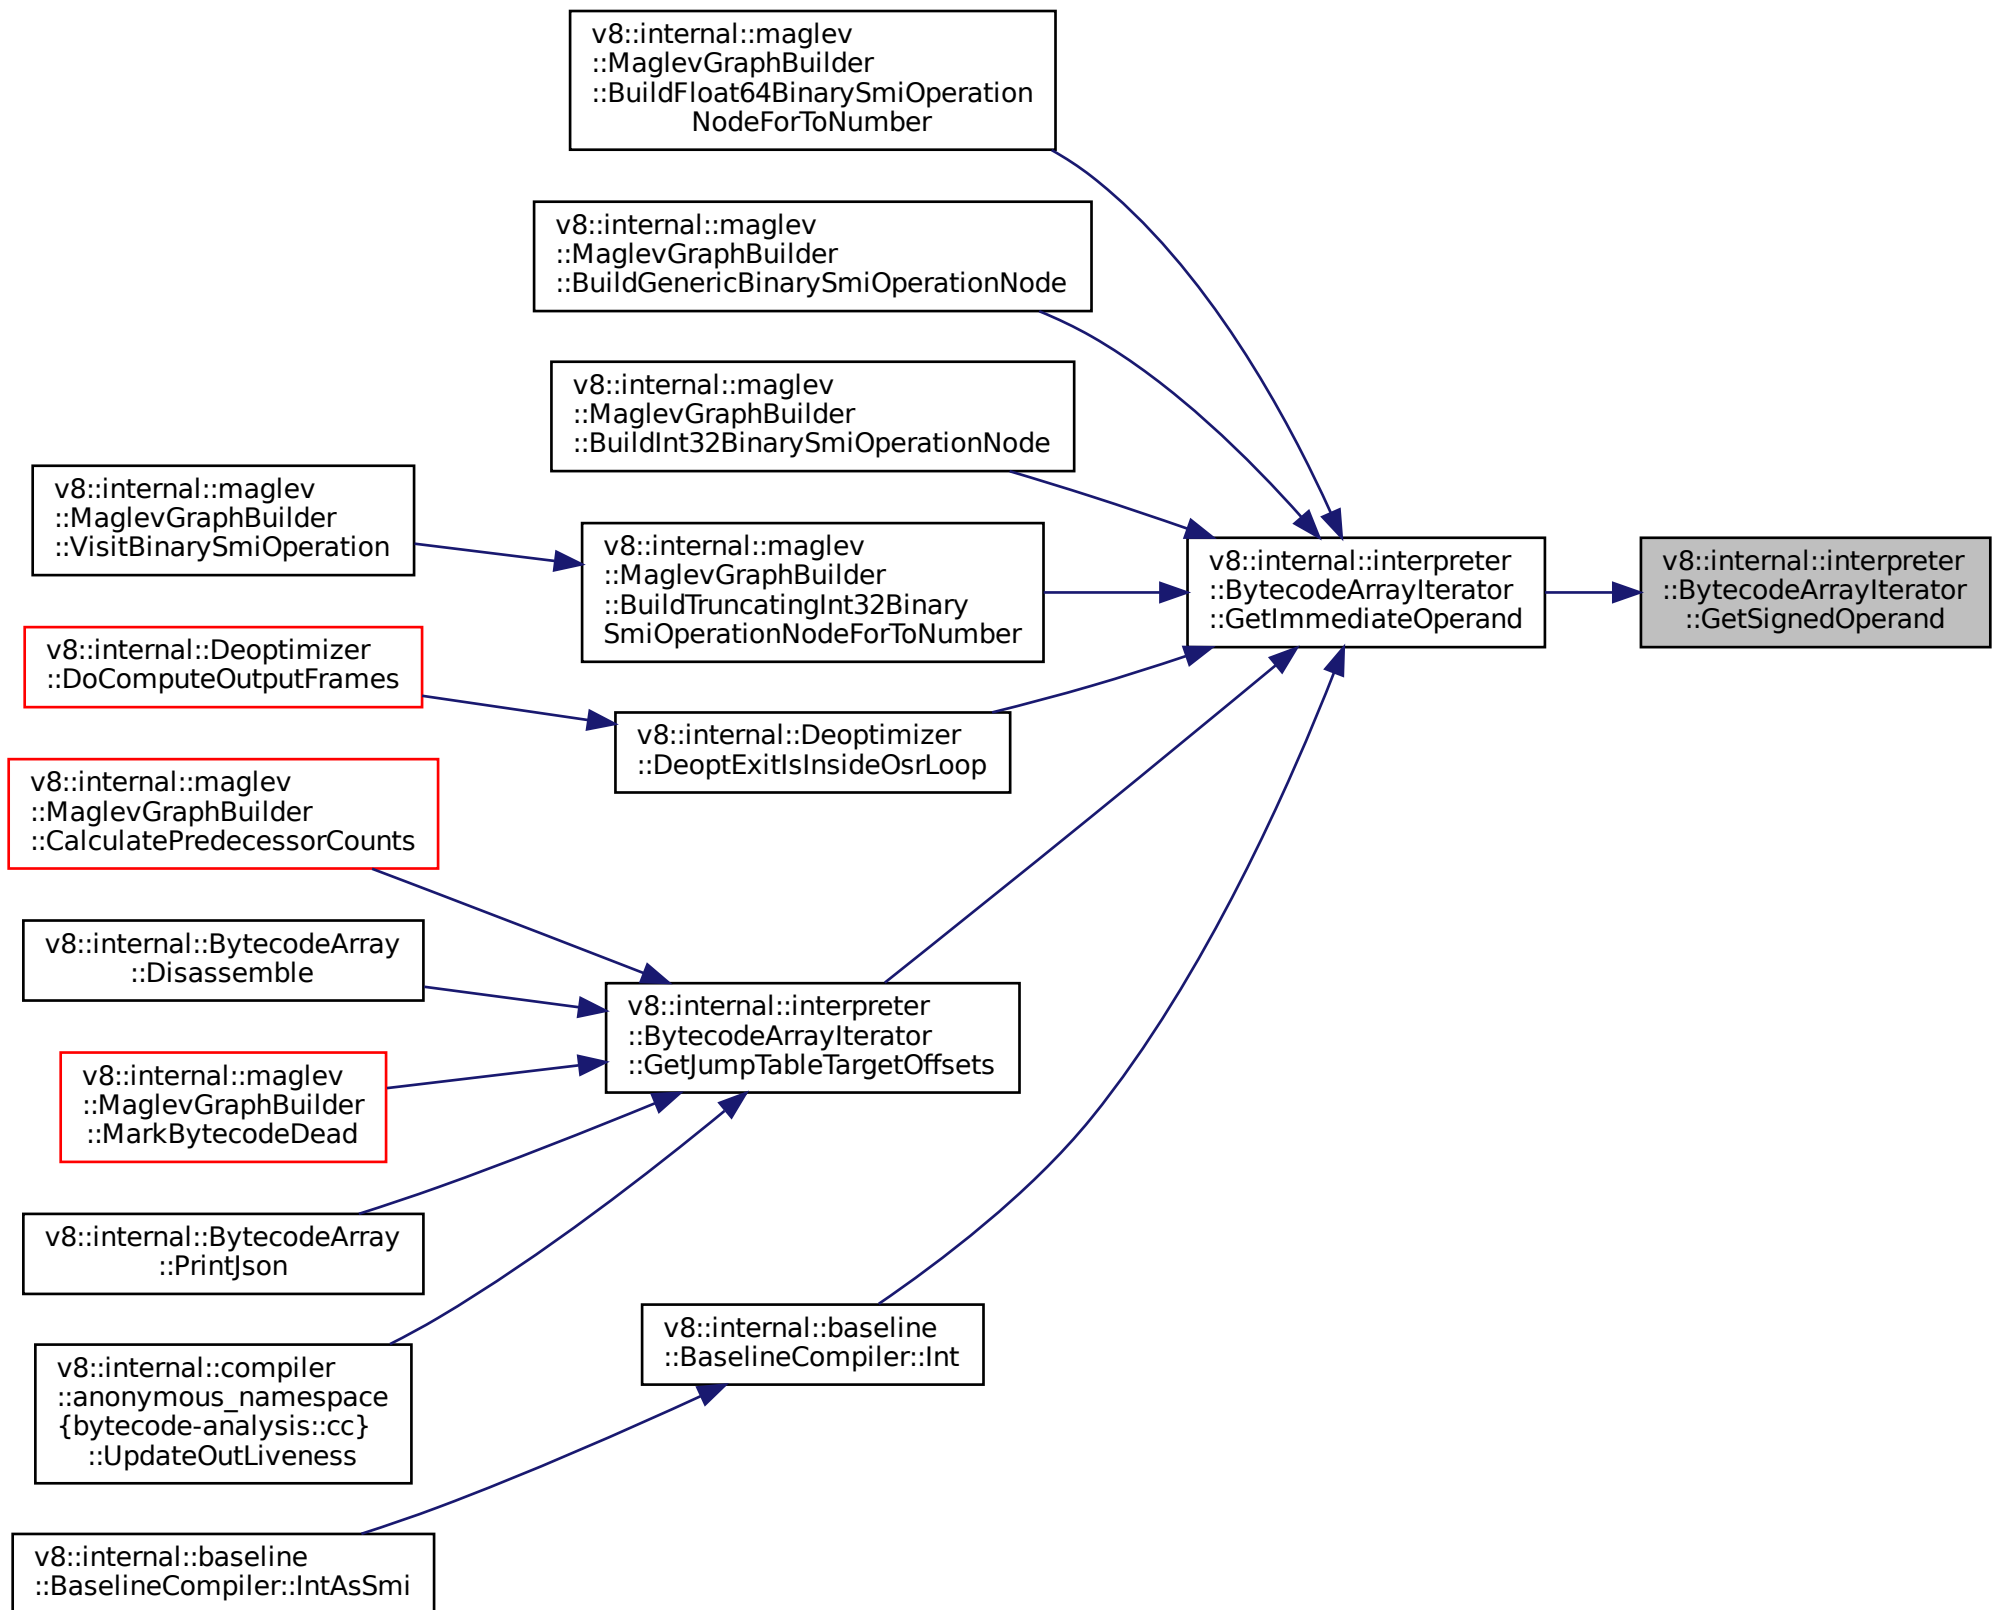 v8::internal::maglev
::MaglevGraphBuilder
::BuildFloat64BinarySmiOperation
NodeForToNumber
v8::internal::maglev
::MaglevGraphBuilder
::BuildGenericBinarySmiOperationNode
v8::internal::maglev
::MaglevGraphBuilder
::BuildInt32BinarySmiOperationNode
v8::internal::maglev
::MaglevGraphBuilder
::VisitBinarySmiOperation
v8::internal::maglev
::MaglevGraphBuilder
::BuildTruncatingInt32Binary
SmiOperationNodeForToNumber
v8::internal::interpreter
::BytecodeArrayIterator
::GetImmediateOperand
v8::internal::interpreter
::BytecodeArrayIterator
::GetSignedOperand
v8::internal::Deoptimizer
::DoComputeOutputFrames
v8::internal::Deoptimizer
::DeoptExitIsInsideOsrLoop
v8::internal::maglev
::MaglevGraphBuilder
::CalculatePredecessorCounts
v8::internal::BytecodeArray
::Disassemble
v8::internal::interpreter
::BytecodeArrayIterator
::GetJumpTableTargetOffsets
v8::internal::maglev
::MaglevGraphBuilder
::MarkBytecodeDead
v8::internal::BytecodeArray
::PrintJson
v8::internal::baseline
::BaselineCompiler::Int
v8::internal::compiler
::anonymous_namespace
{bytecode-analysis::cc}
::UpdateOutLiveness
v8::internal::baseline
::BaselineCompiler::IntAsSmi